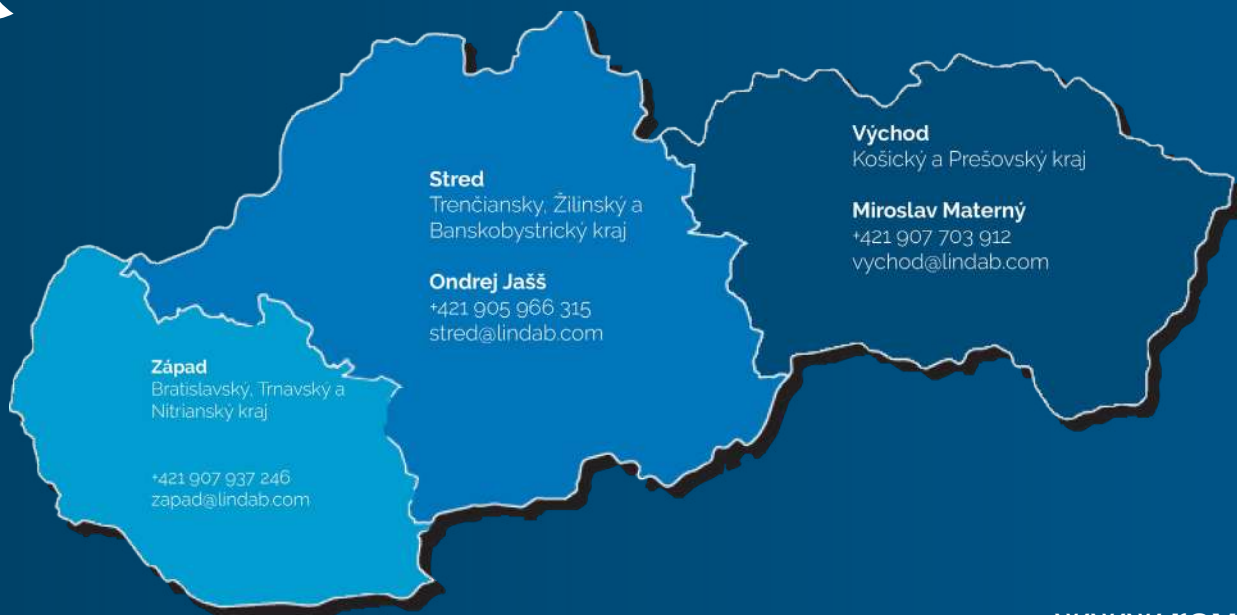 Stred
Trenčiansky, Žilinský a
Banskobystrický kraj
Ondrej Jašš
+421 905 966 315
stred@lindab.com
Východ
Košický a Prešovský kraj
Miroslav Materný
+421 907 703 912
vychod@lindab.com
Západ
Bratislavský, Trnavský a
Nitrianský kraj
+421 907 937 246
zapad@lindab.com